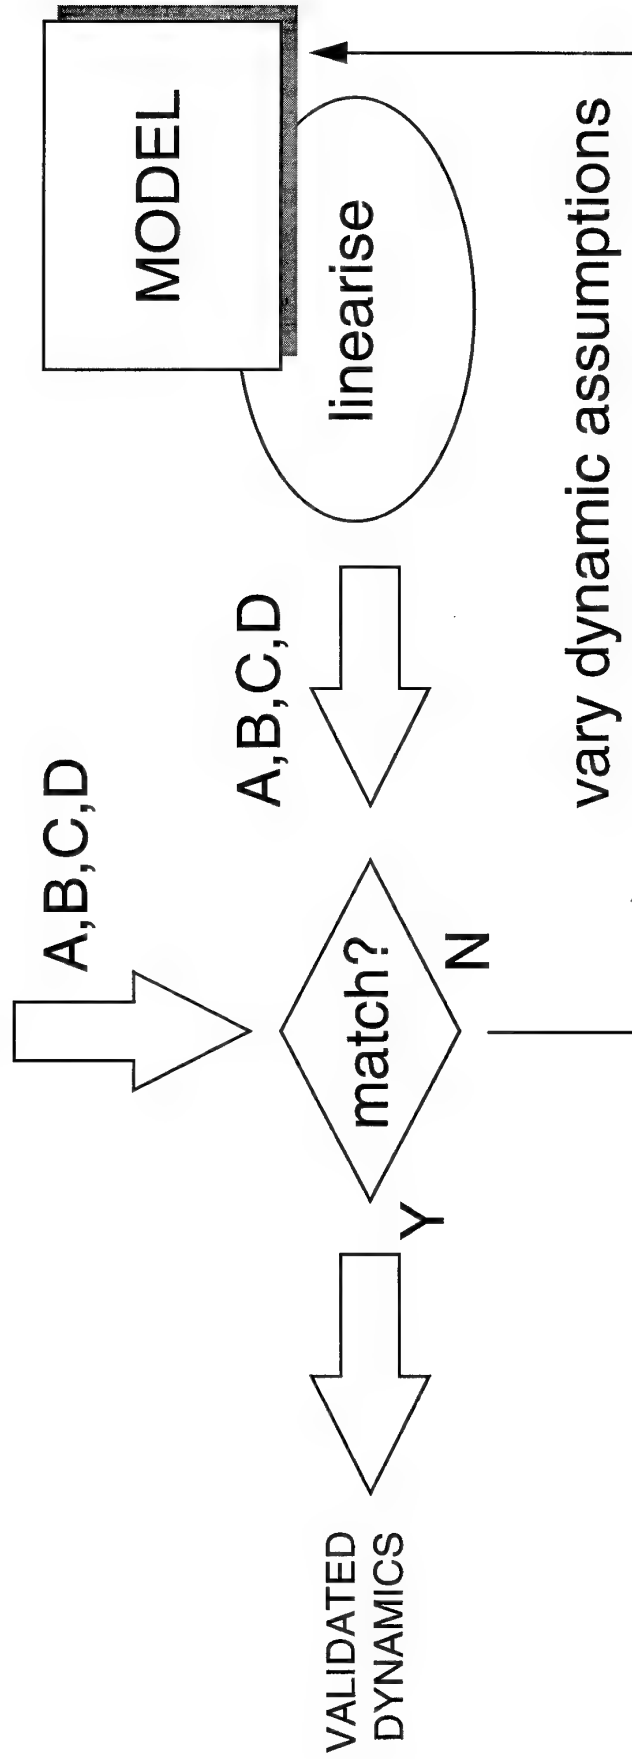 A,B,C,D
MODEL
A,B,C,D
linearise
match?
VALIDATED
DYNAMICS
Y
N
vary dynamic assumptions